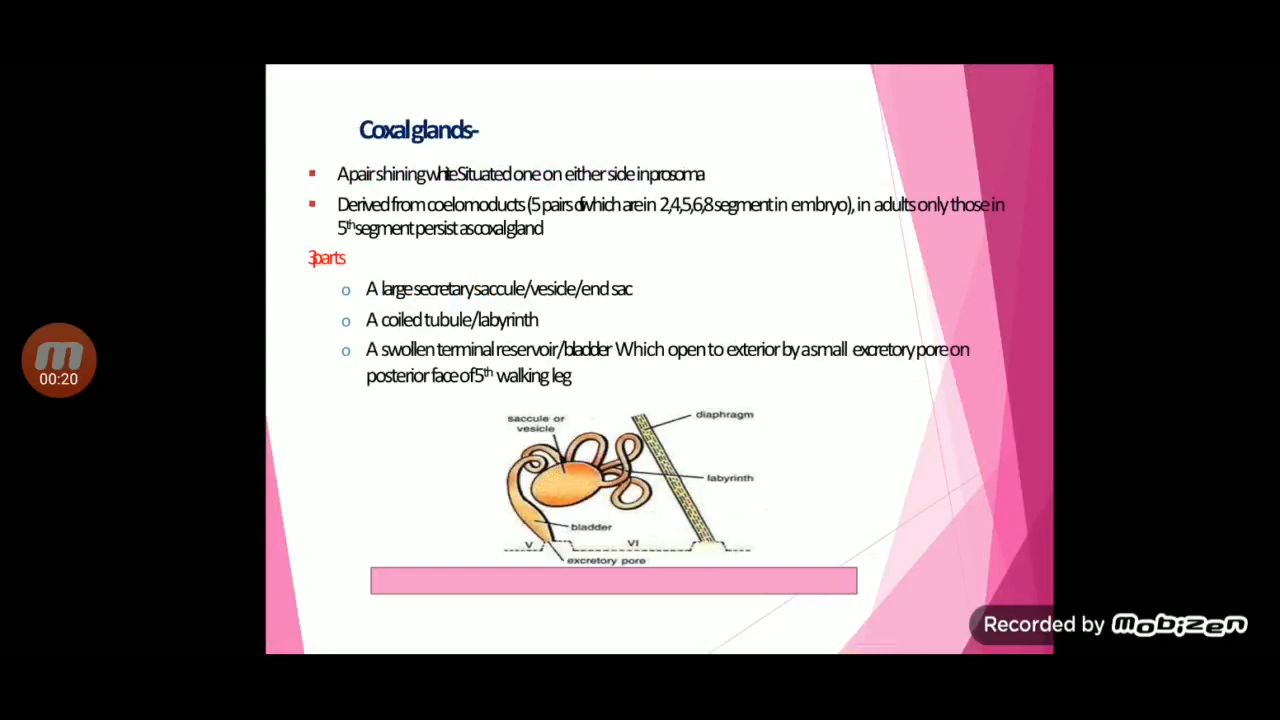 Coxal glands-
A pair shining white Situated one on either side in prosoma
Derived from coelomoducts (5 pairs of which are in 2,4,5,6,8 segment in embryo), in adults only those in
5th segment persist as coxal gland
3 parts
o A large secretary saccule/vesicle/end sac
o A coiled tubule/labyrinth
o A swollen terminal reservoir/bladder Which open to exterior by a small excretory pore on
posterior face of 5th walking leg
saccule or
vesicle
diaphragm
labyrinth
bladder
V
VI
excretory pore
00:20
Recorded by mobizen